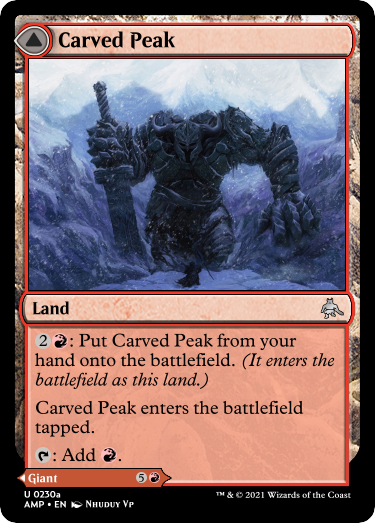 Carved Peak
Land
2 R: Put Carved Peak from your
hand onto the battlefield. (It enters the
battlefield as this land.)
Carved Peak enters the battlefield
tapped.
: Add .
Giant 5
U 0230a
AMP • EN Nhuduy Vp
™ & © 2021 Wizards of the Coast